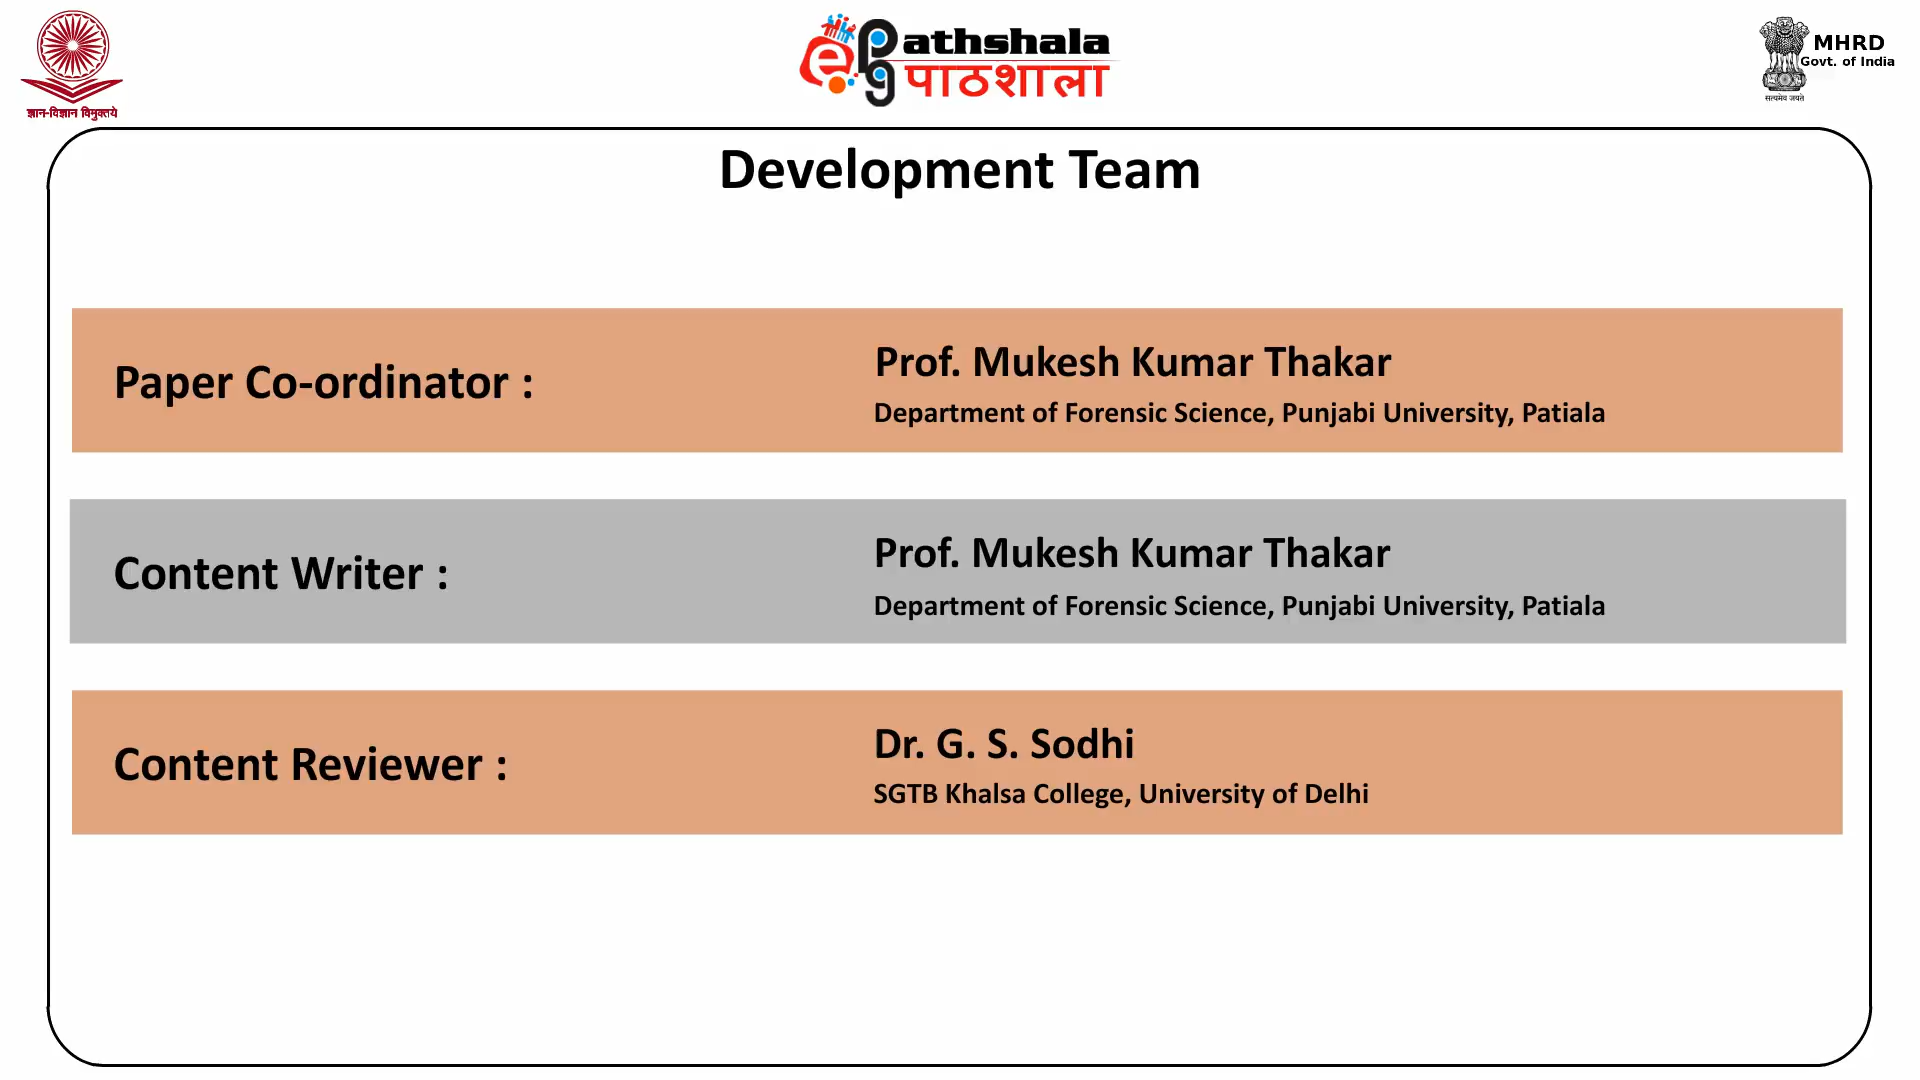 ज्ञान-विज्ञान विमुक्तये
e pg Pathshala
पाठशाला
MHRD
Govt. of India
सत्यमेव जयते
Development Team
Paper Co-ordinator :
Prof. Mukesh Kumar Thakar
Department of Forensic Science, Punjabi University, Patiala
Content Writer :
Prof. Mukesh Kumar Thakar
Department of Forensic Science, Punjabi University, Patiala
Content Reviewer :
Dr. G. S. Sodhi
SGTB Khalsa College, University of Delhi